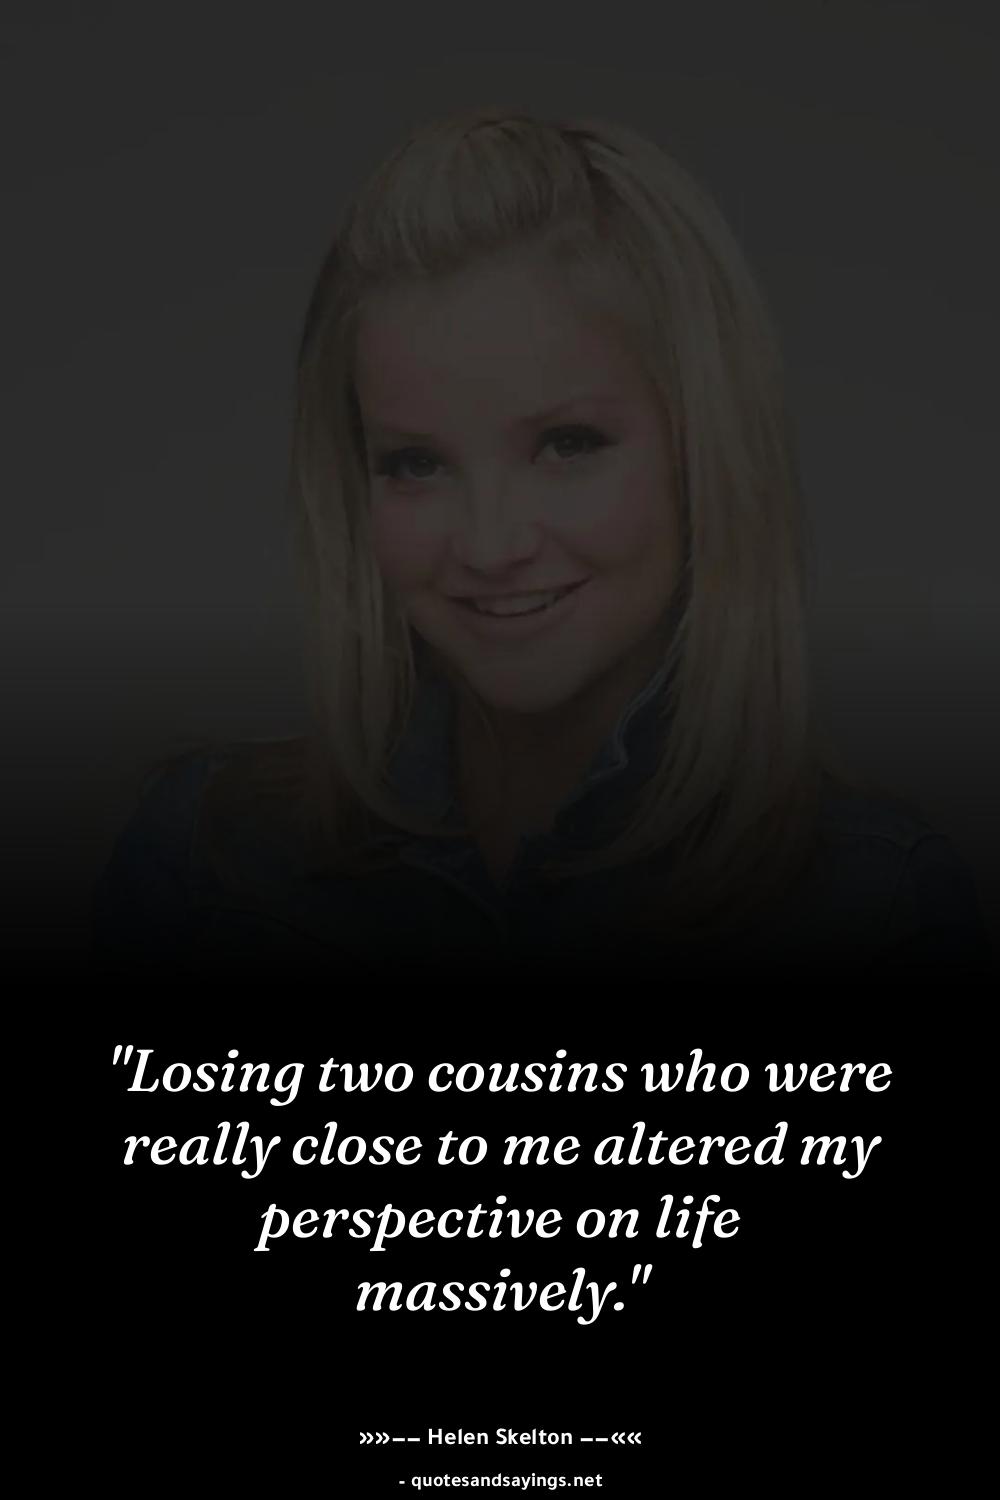 "Losing two cousins who were
really close to me altered my
perspective on life
massively."
»»−− Helen Skelton −−««
- quotesandsayings.net